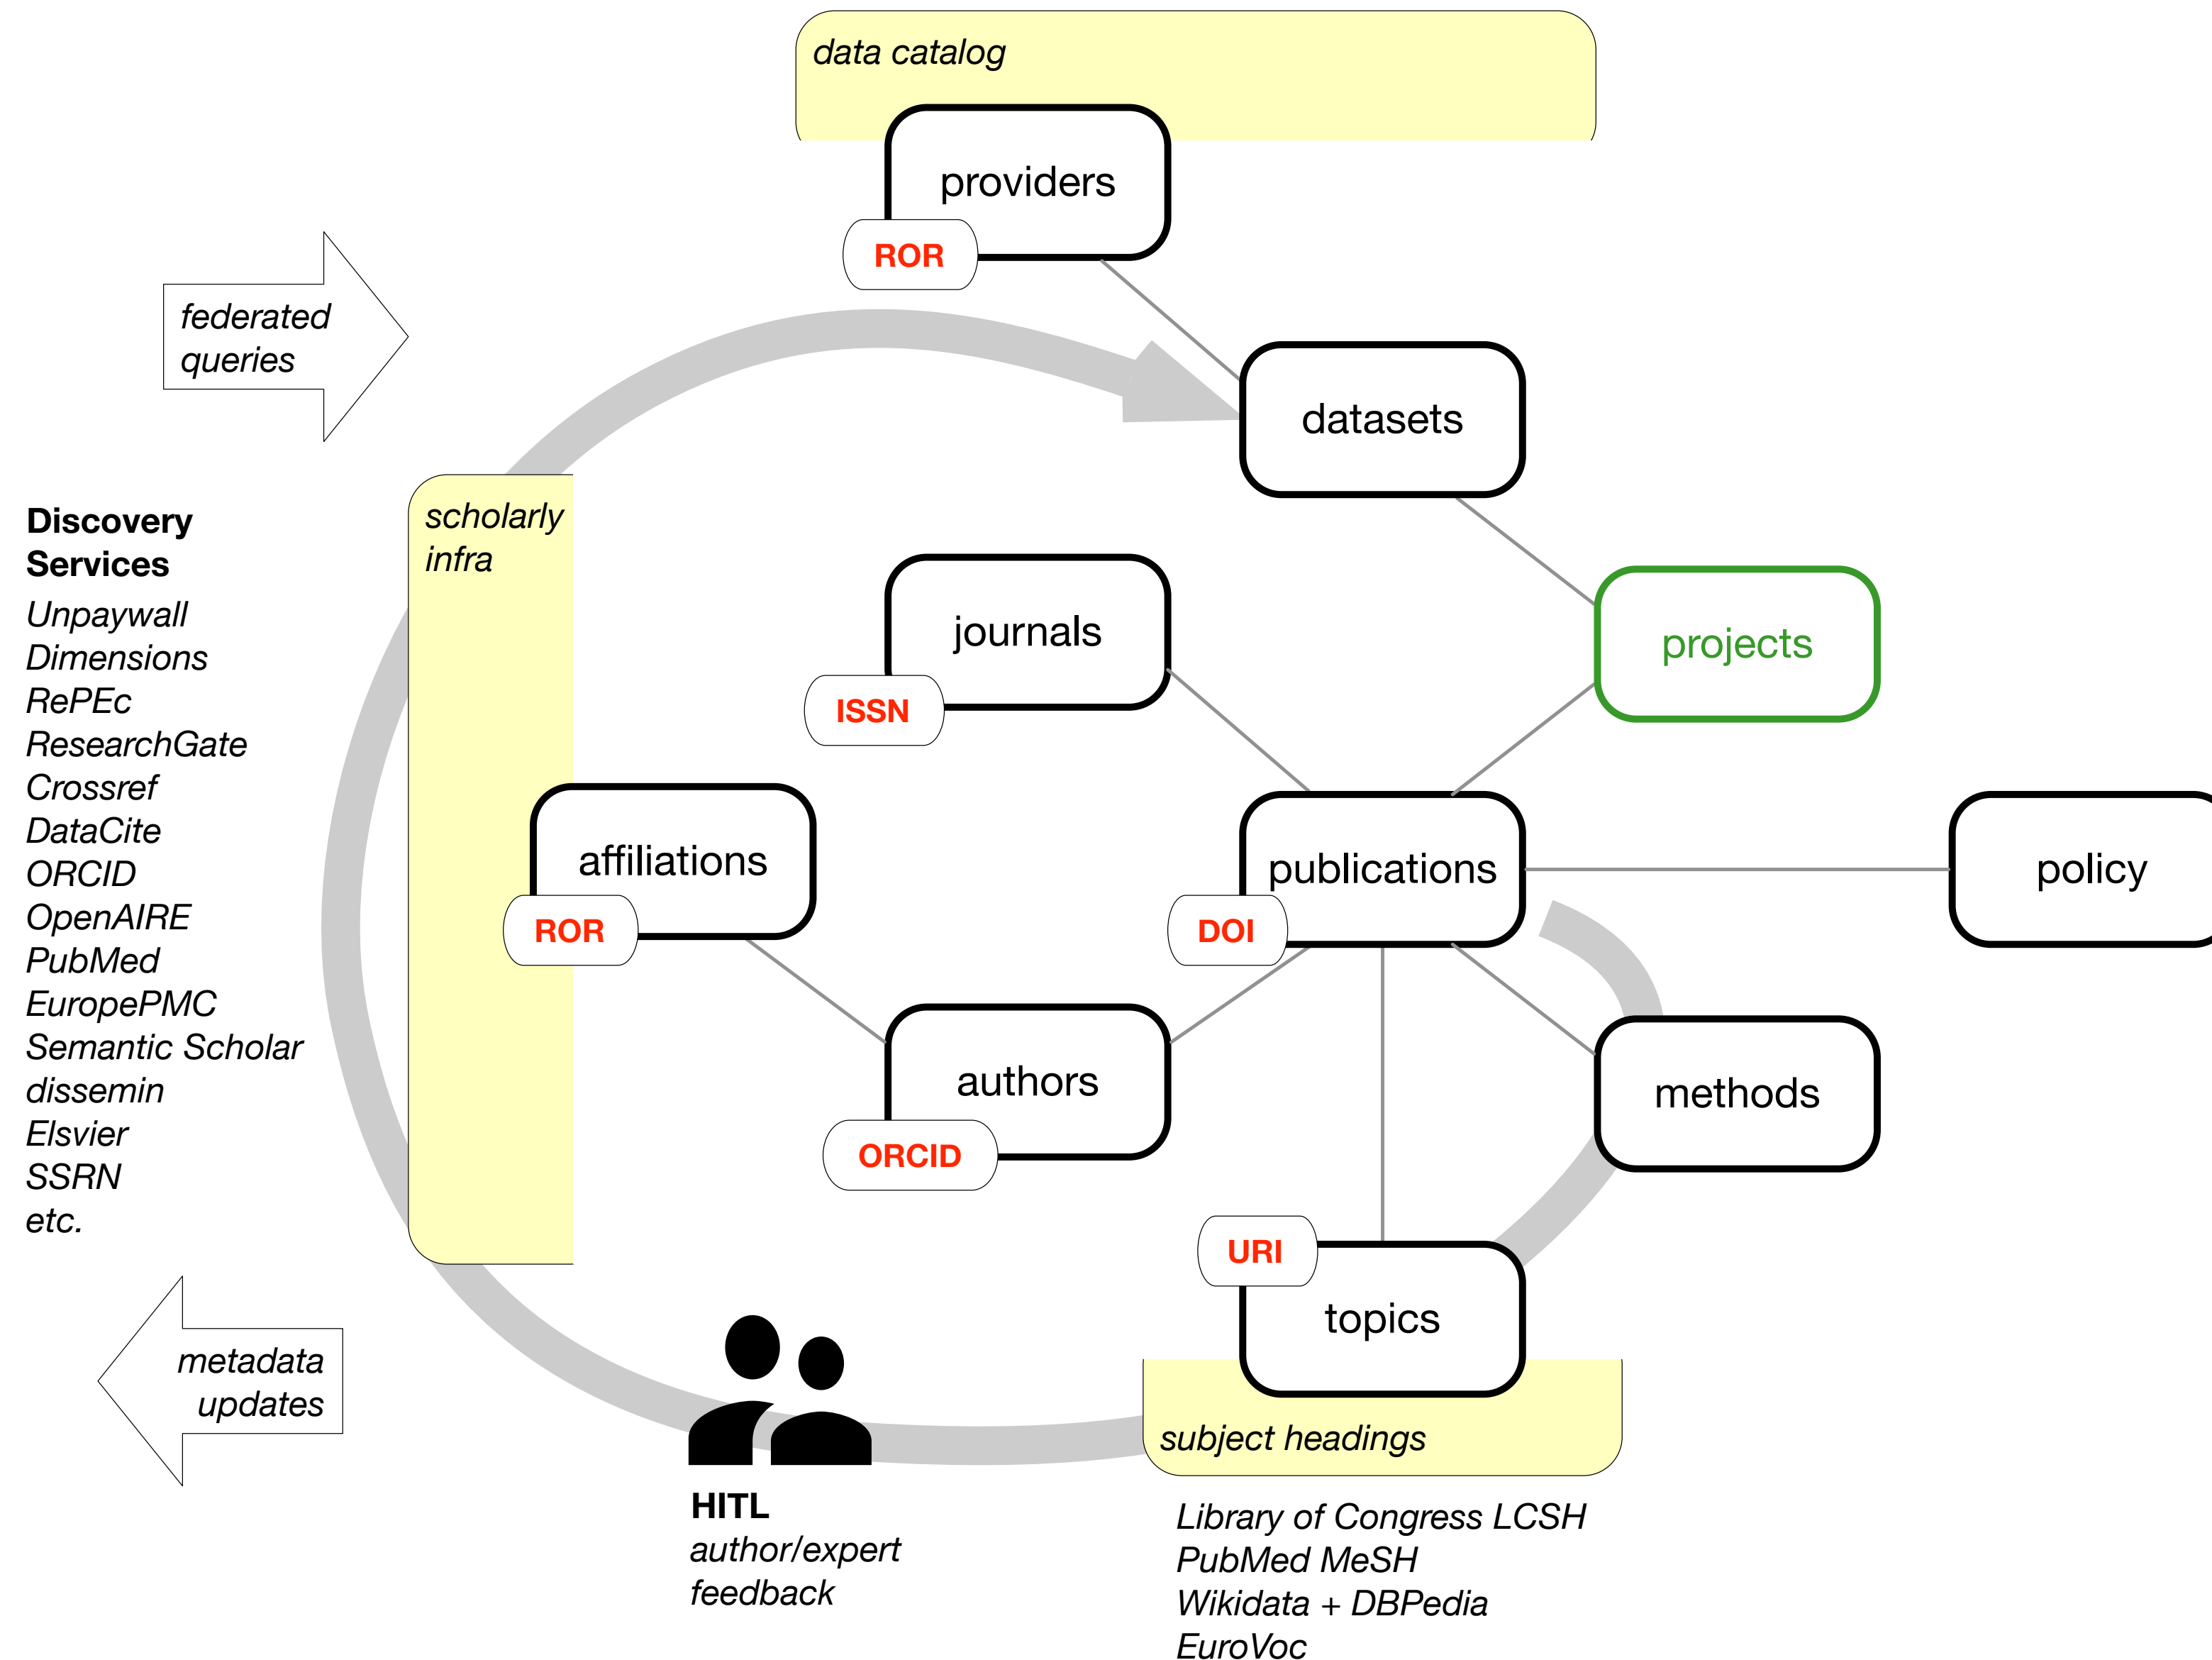 data catalog
providers
ROR
federated
queries
datasets
scholarly
infra
Discovery
Services
Unpaywall
Dimensions
RePEc
ResearchGate
Crossref
DataCite
ORCID
OpenAIRE
PubMed
EuropePMC
Semantic Scholar
dissemin
Elsvier
SSRN
etc.
journals
ISSN
projects
affiliations
ROR
publications
DOI
policy
authors
ORCID
methods
URI
topics
subject headings
metadata
updates
HITL
author/expert
feedback
Library of Congress LCSH
PubMed MeSH
Wikidata + DBPedia
EuroVoc